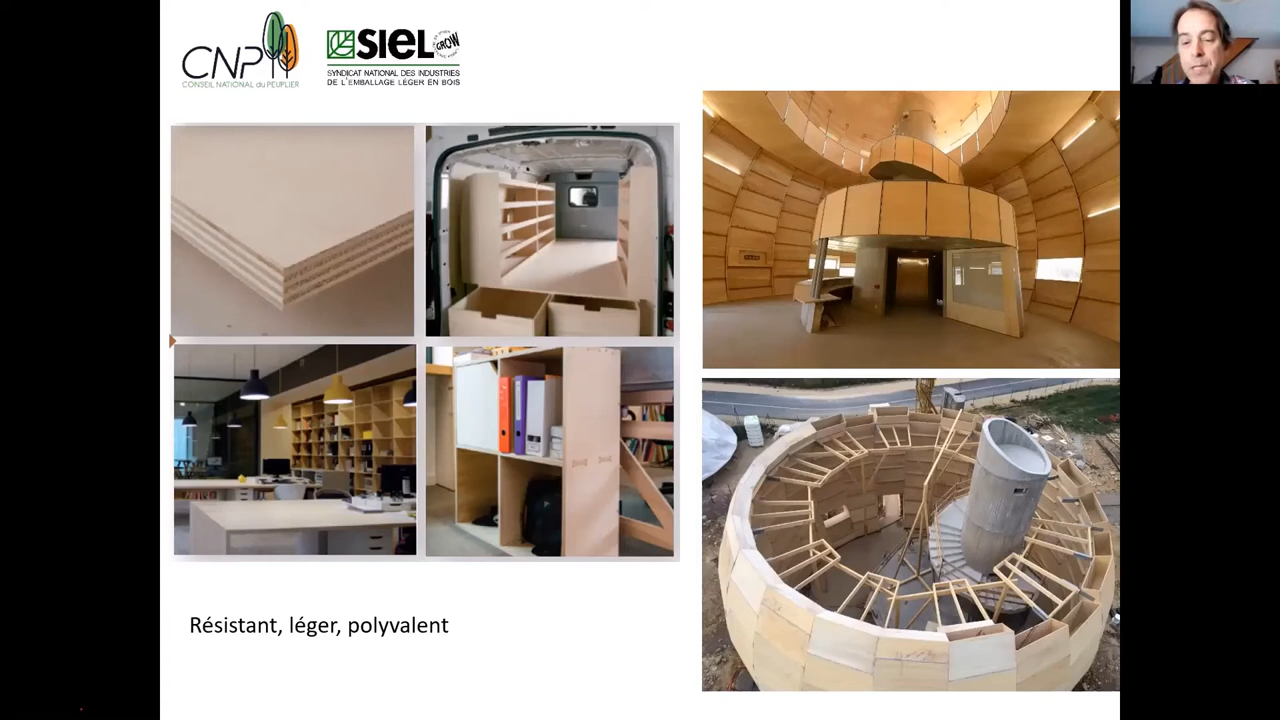 CNP
CONSEIL NATIONAL du PEUPLIER
SIEL
GROW
SYNDICAT NATIONAL DES INDUSTRIES
DE L'EMBALLAGE LÉGER EN BOIS
Résistant, léger, polyvalent